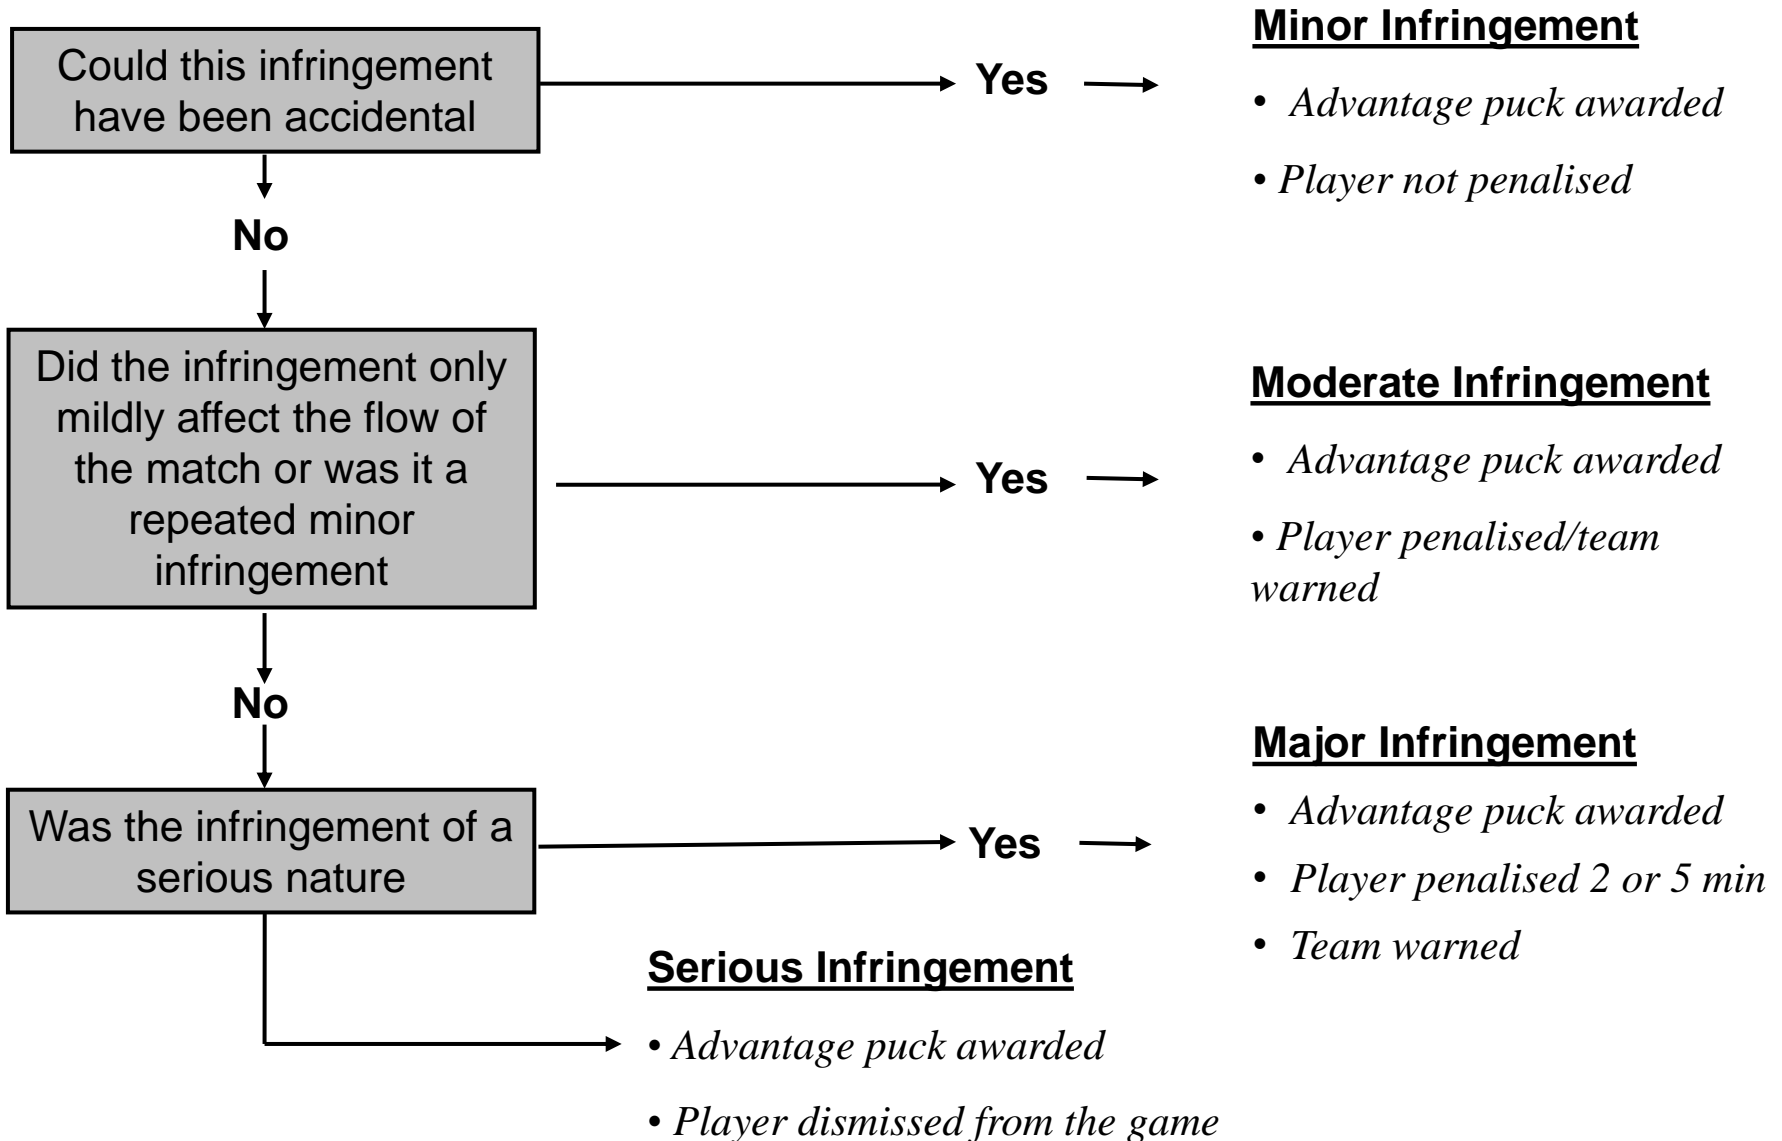 Could this infringement
have been accidental
Yes
Minor Infringement
• Advantage puck awarded
• Player not penalised
No
Did the infringement only
mildly affect the flow of
the match or was it a
repeated minor
infringement
Yes
Moderate Infringement
• Advantage puck awarded
• Player penalised/team
warned
No
Was the infringement of a
serious nature
Yes
Major Infringement
• Advantage puck awarded
• Player penalised 2 or 5 min
• Team warned
Serious Infringement
• Advantage puck awarded
• Player dismissed from the game